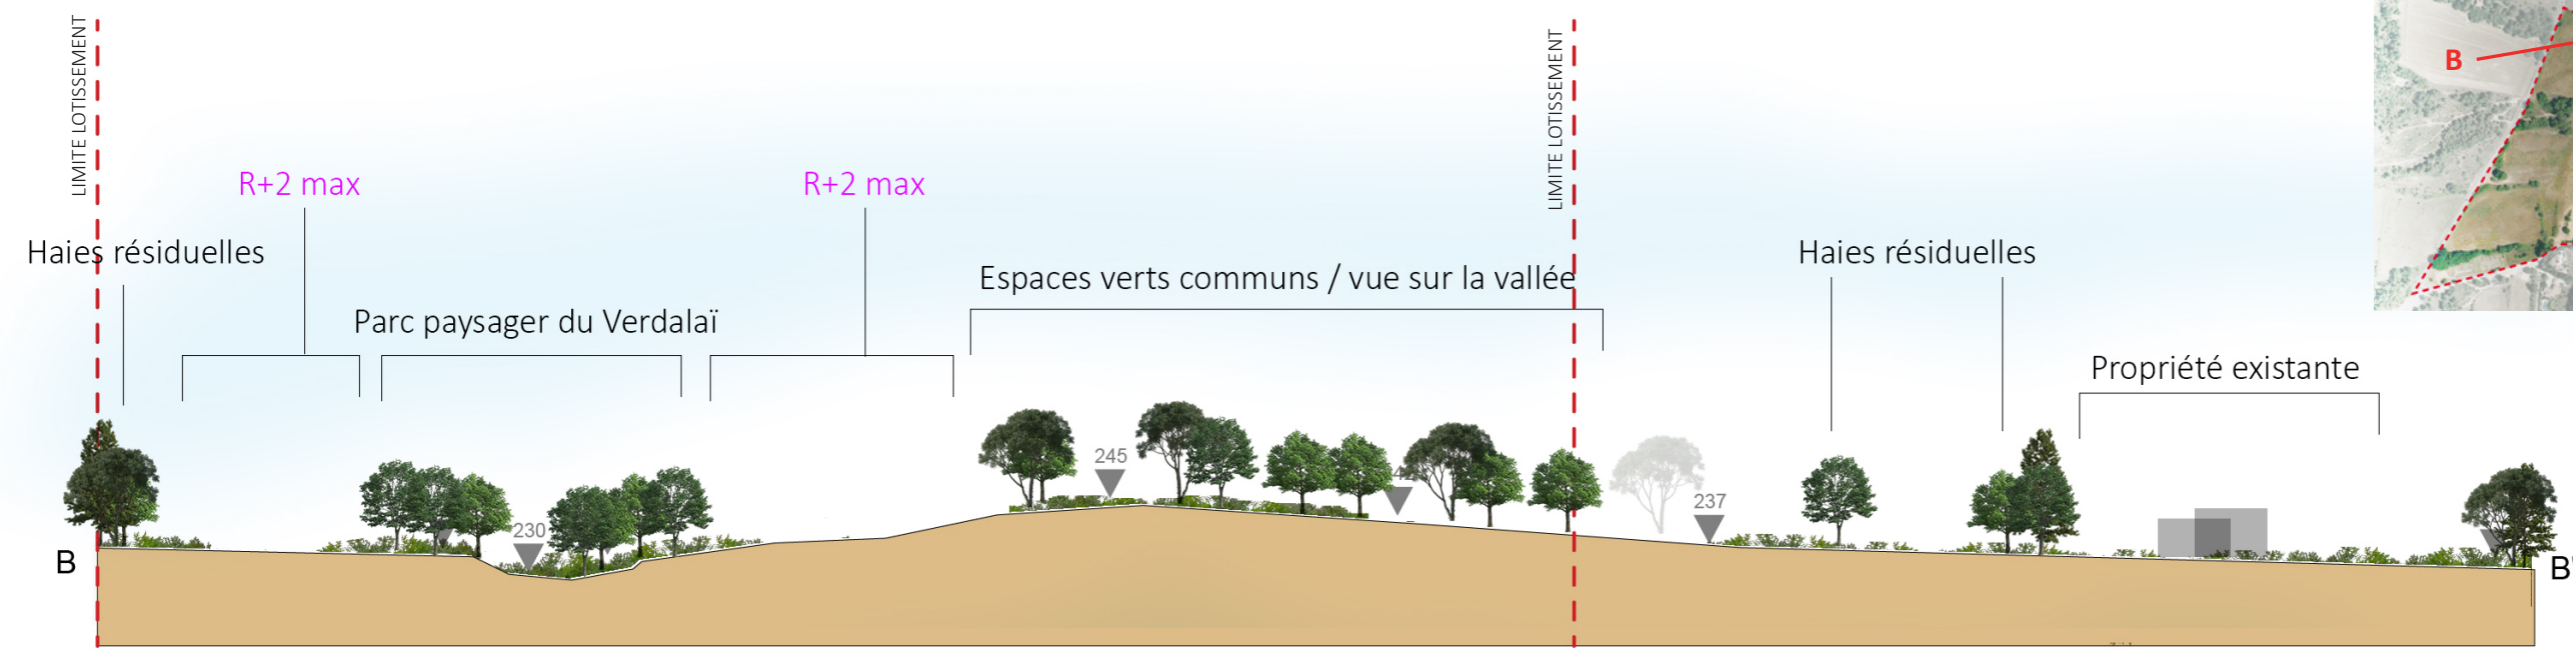 LIMITE LOTISSEMENT
LIMITE LOTISSEMENT
B
R+2 max
R+2 max
Haies résiduelles
Espaces verts communs / vue sur la vallée
Haies résiduelles
Parc paysager du Verdalaï
Propriété existante
245
230
237
B
B'